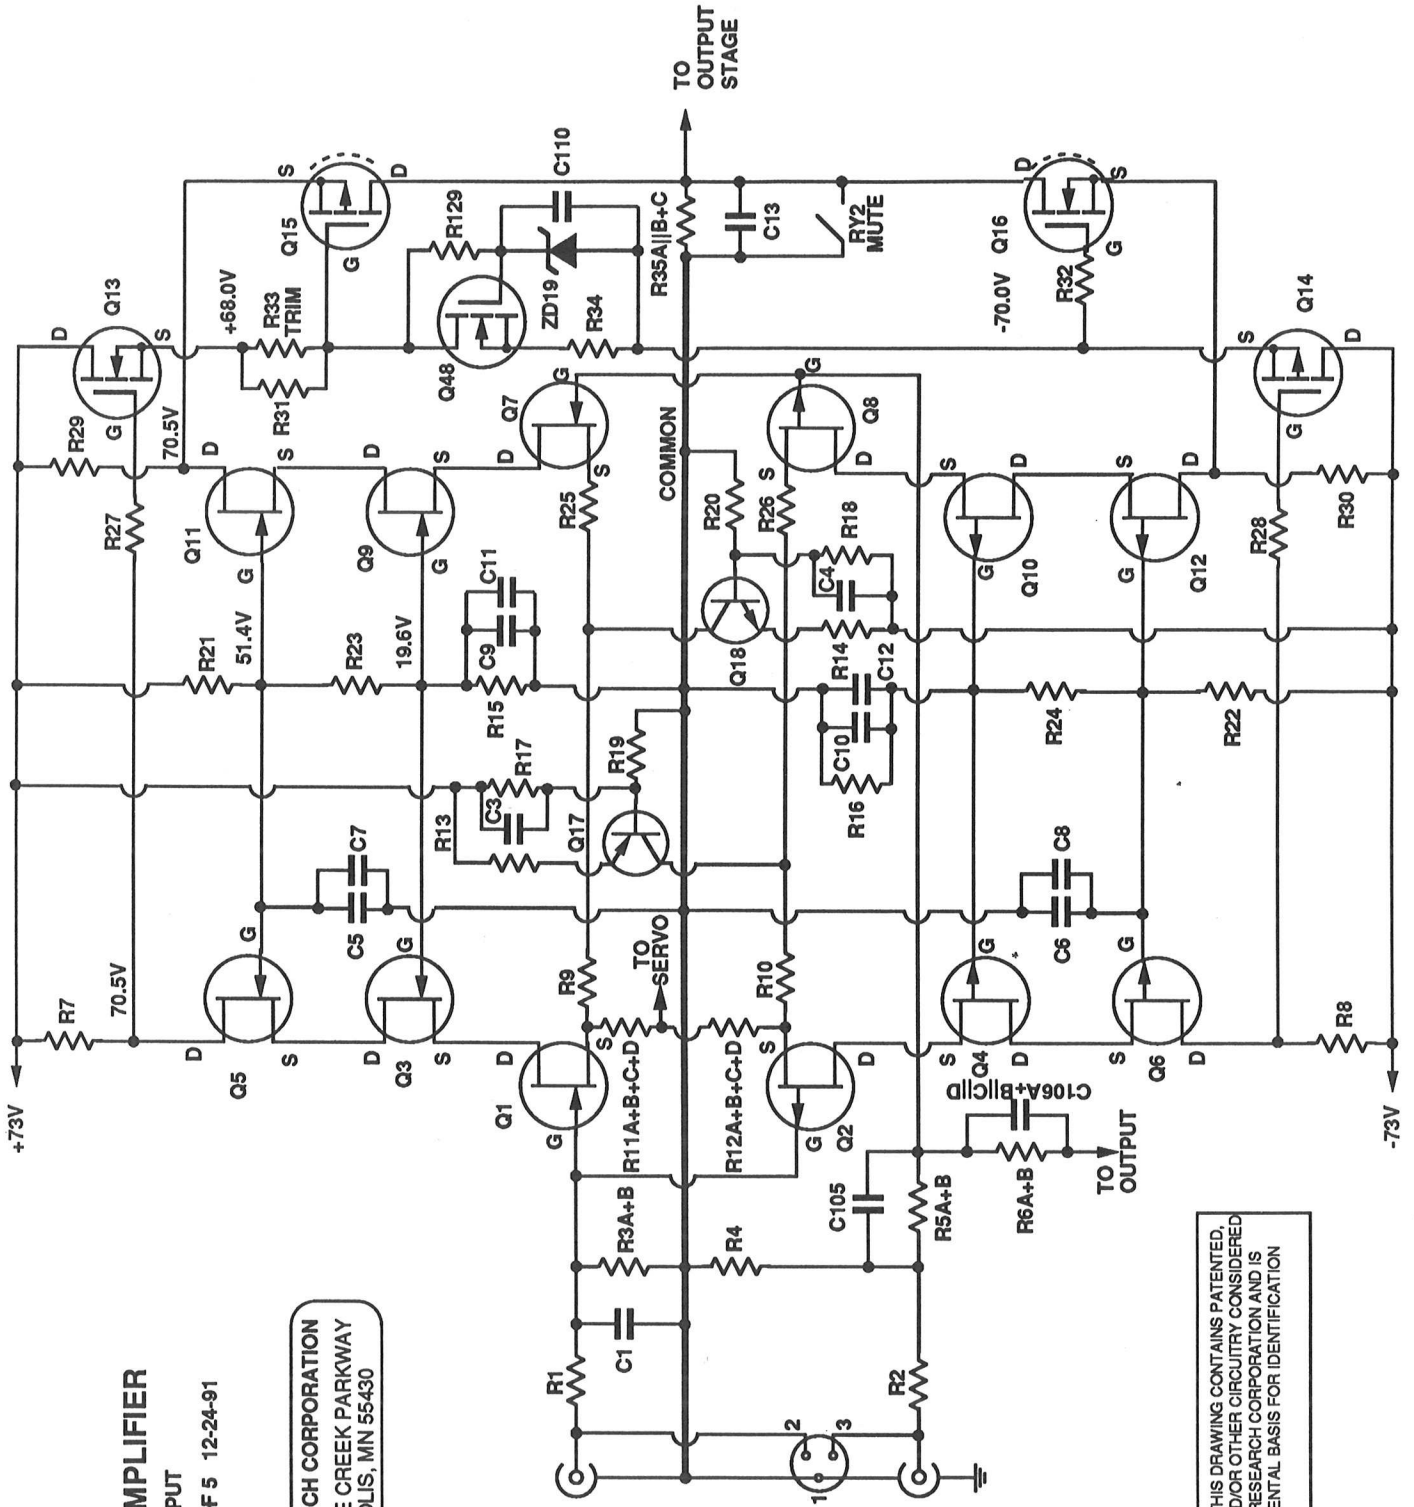 MPLIFIER
PUT
F 5 12-24-91
CH CORPORATION
E CREEK PARKWAY
OLIS, MN 55430
HIS DRAWING CONTAINS PATENTED,
D/OR OTHER CIRCUITRY CONSIDERED
RESEARCH CORPORATION AND IS
ENTAL BASIS FOR IDENTIFICATION
+73V
R7
70.5V
D
Q5
S
G
D
Q3
S
G
C5
C7
R29
R27
70.5V
G
D
Q13
S
+68.0V
R33
TRIM
R31
Q15
S
G
D
D
Q11
S
G
51.4V
R21
R23
19.6V
D
Q9
S
G
C9
C11
R15
R13
C3
R17
Q17
R19
Q48
R129
ZD19
C110
R34
Q7
G
D
S
R25
R9
Q1
D
G
S
R11A+B+C+D
TO
SERVO
COMMON
R35A||B+C
TO
OUTPUT
STAGE
C13
RY2
MUTE
R1
C1
R3A+B
R4
R2
1
2
3
R12A+B+C+D
R10
S
Q2
G
D
C105
R5A+B
R6A+B
C106A+B||C||D
TO
OUTPUT
R20
R26
S
Q8
G
D
Q18
C4
R18
R14
C12
C10
R16
R24
R22
S
Q4
D
G
S
Q6
D
G
C6
C8
S
Q10
D
G
S
Q12
D
G
R28
R30
R8
-70.0V
R32
Q16
D
S
G
Q14
S
G
D
-73V